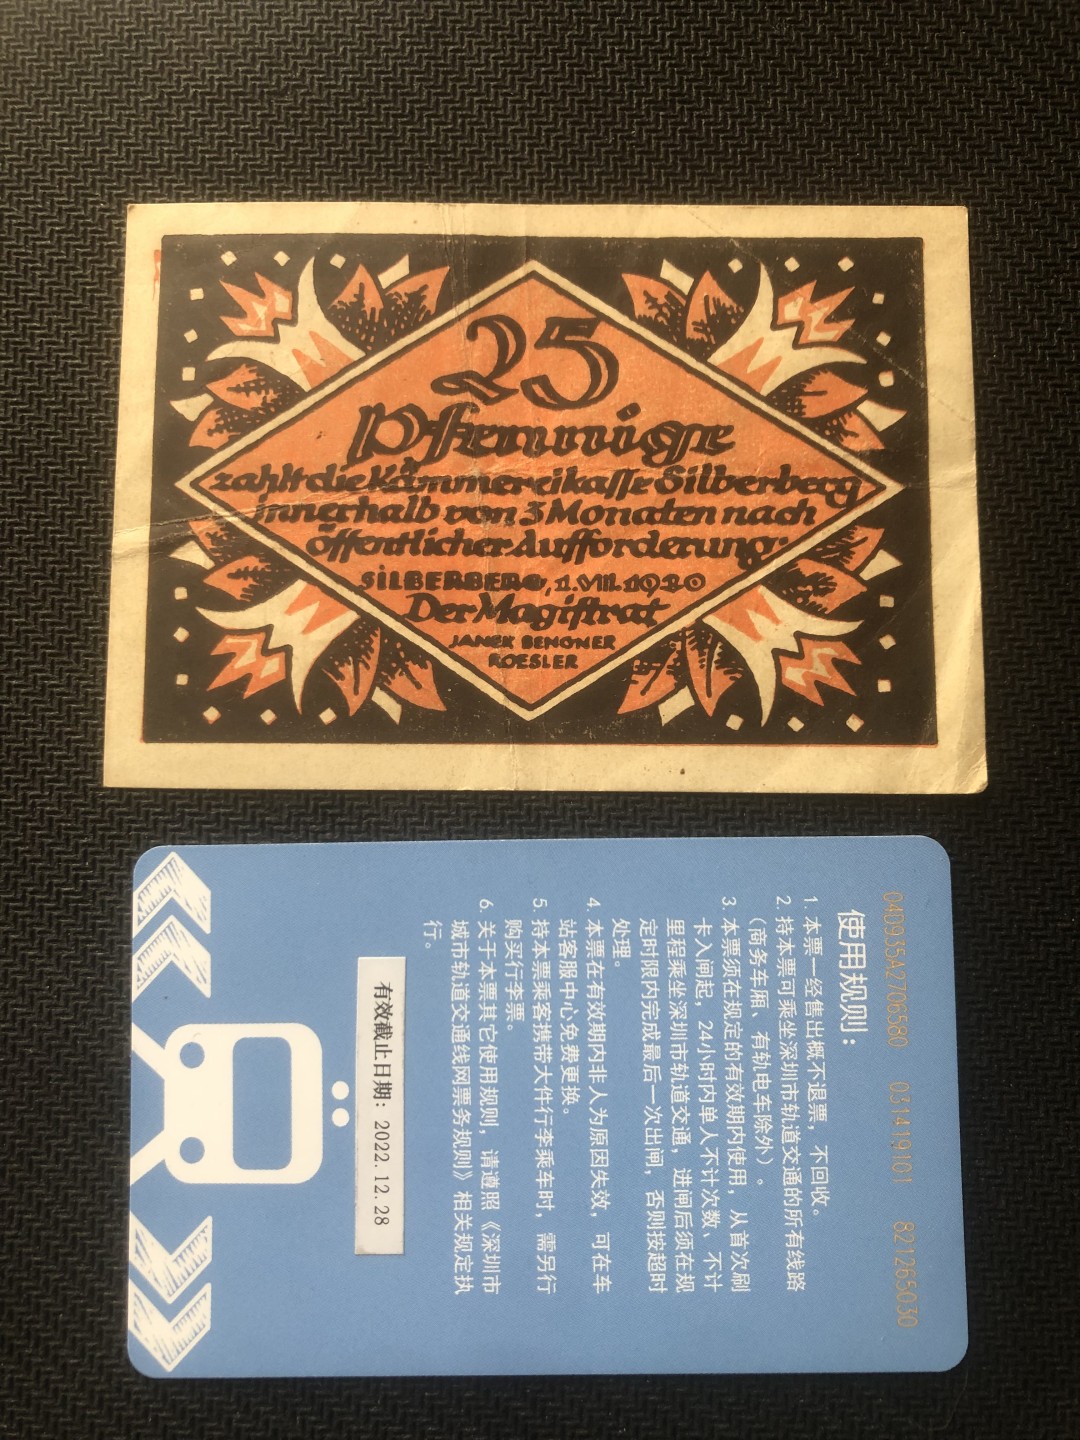 25
Pfennige
zahlt die Kämmereikasse Silberberg
innerhalb von 3 Monaten nach
öffentlicher Aufforderung.
SILBERBERG, 1. VIII. 1920
Der Magistrat
JANEK BENGNER
ROESLER
040935A2706580 031419101 821265030
使用规则：
1. 本票一经售出概不退票，不回收。
2. 持本票可乘坐深圳市轨道交通的所有线路
（商务车厢、有轨电车除外）。
3. 本票须在规定的有效期内使用，从首次刷
卡入闸起，24小时内单人不计次数、不计
里程乘坐深圳市轨道交通，进闸后须在规
定时限内完成最后一次出闸，否则按超时
处理。
4. 本票在有效期内非人为原因失效，可在车
站客服中心免费更换。
5. 持本票乘客携带大件行李乘车时，需另行
购买行李票。
6. 关于本票其它使用规则，请遵照《深圳市
城市轨道交通线网票务规则》相关规定执
行。
有效截止日期：2022.12.28